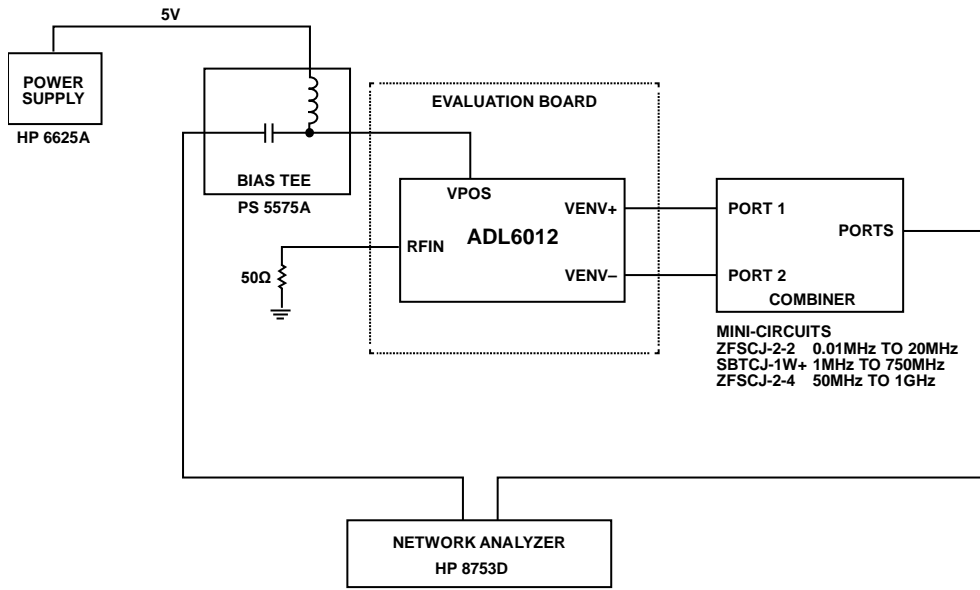 5V
POWER
SUPPLY
HP 6625A
BIAS TEE
PS 5575A
EVALUATION BOARD
VPOS
ADL6012
RFIN
VENV+
VENV–
50Ω
PORT 1
PORT 2
PORTS
COMBINER
MINI-CIRCUITS
ZFSCJ-2-2 0.01MHz TO 20MHz
SBTCJ-1W+ 1MHz TO 750MHz
ZFSCJ-2-4 50MHz TO 1GHz
NETWORK ANALYZER
HP 8753D